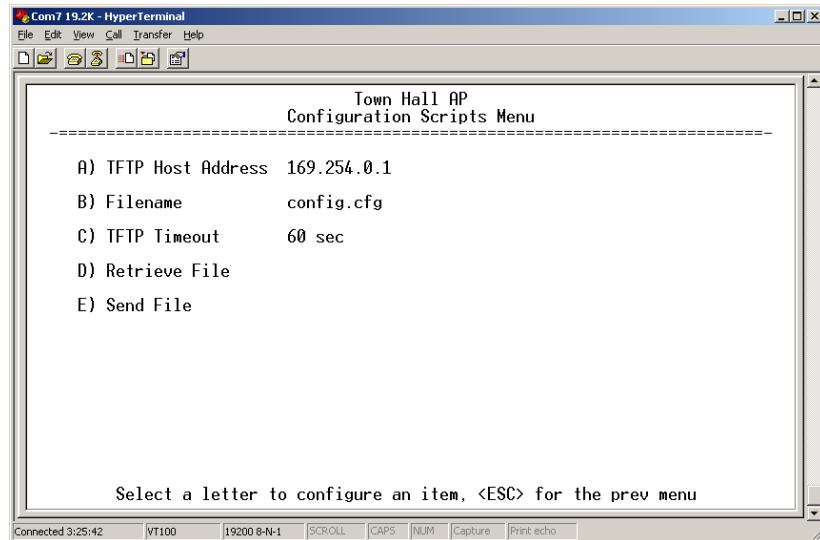 Com7 19.2K - HyperTerminal
File Edit View Call Transfer Help
Town Hall AP
Configuration Scripts Menu
-==========================================================================-
A) TFTP Host Address 169.254.0.1
B) Filename config.cfg
C) TFTP Timeout 60 sec
D) Retrieve File
E) Send File
Select a letter to configure an item, <ESC> for the prev menu
Connected 3:25:42 VT100 19200 8-N-1 SCROLL CAPS NUM Capture Print echo